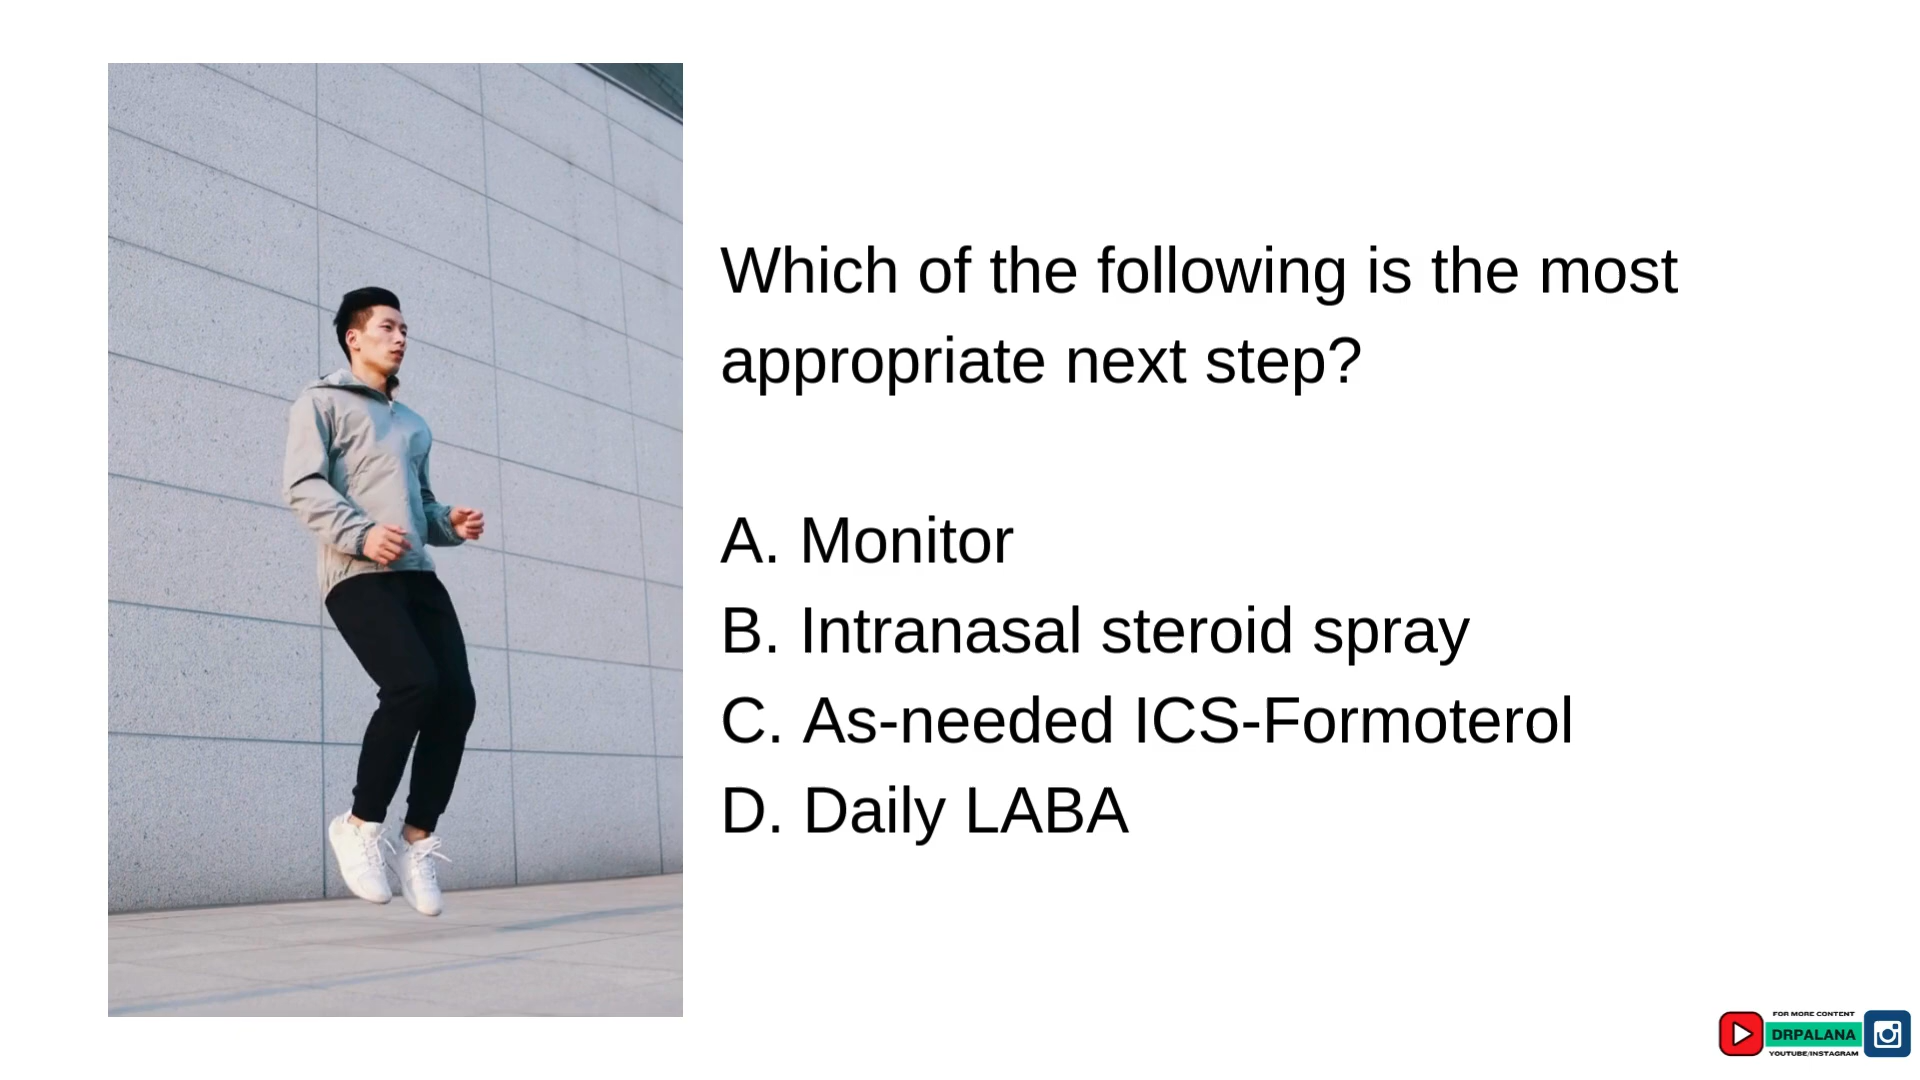 Which of the following is the most
appropriate next step?
A. Monitor
B. Intranasal steroid spray
C. As-needed ICS-Formoterol
D. Daily LABA
FOR MORE CONTENT
DRPALANA
YOUTUBE/INSTAGRAM